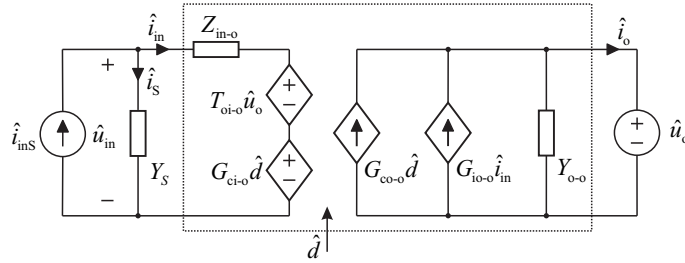 î_in
Z_in-o
î_o
+
î_S
î_inS
û_in
Y_S
−
+
−
T_oi-o û_o
+
−
G_ci-o d̂
G_co-o d̂
G_io-o î_in
Y_o-o
+
−
û_o
d̂